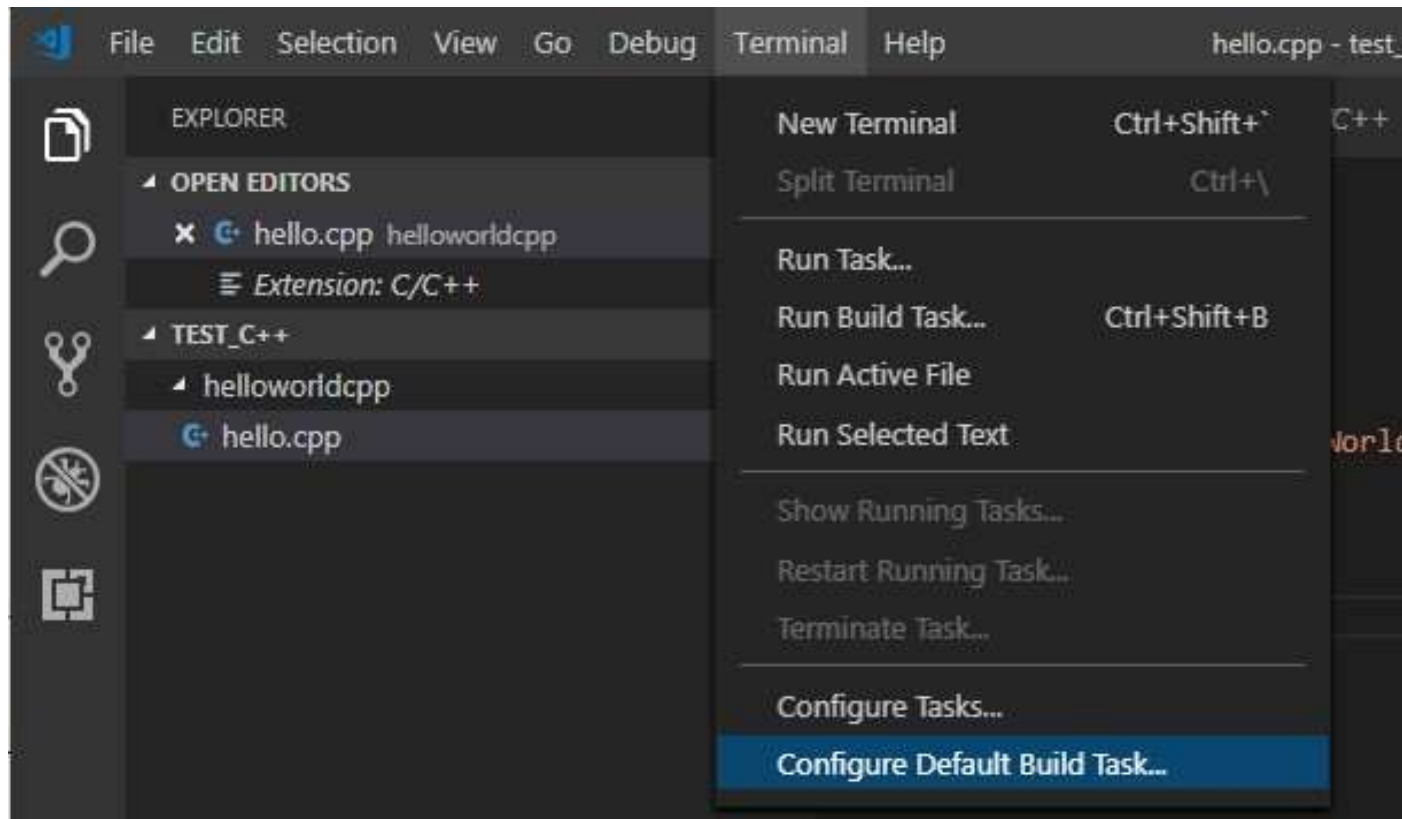 File Edit Selection View Go Debug Terminal Help hello.cpp - test_
EXPLORER
OPEN EDITORS
hello.cpp helloworldcpp
Extension: C/C++
TEST_C++
helloworldcpp
hello.cpp
New Terminal Ctrl+Shift+`
Split Terminal Ctrl+\
Run Task...
Run Build Task... Ctrl+Shift+B
Run Active File
Run Selected Text
Show Running Tasks...
Restart Running Task...
Terminate Task...
Configure Tasks...
Configure Default Build Task...
/C++